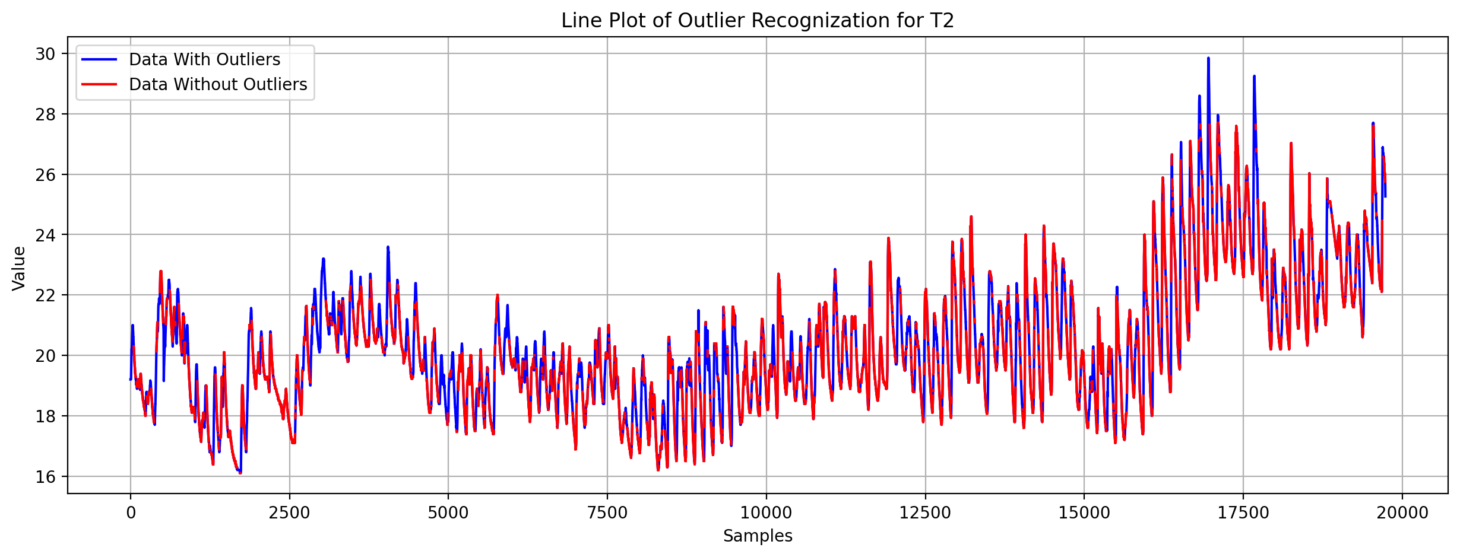 Line Plot of Outlier Recognization for T2
Data With Outliers
Data Without Outliers
Value
30
28
26
24
22
20
18
16
0 2500 5000 7500 10000 12500 15000 17500 20000
Samples